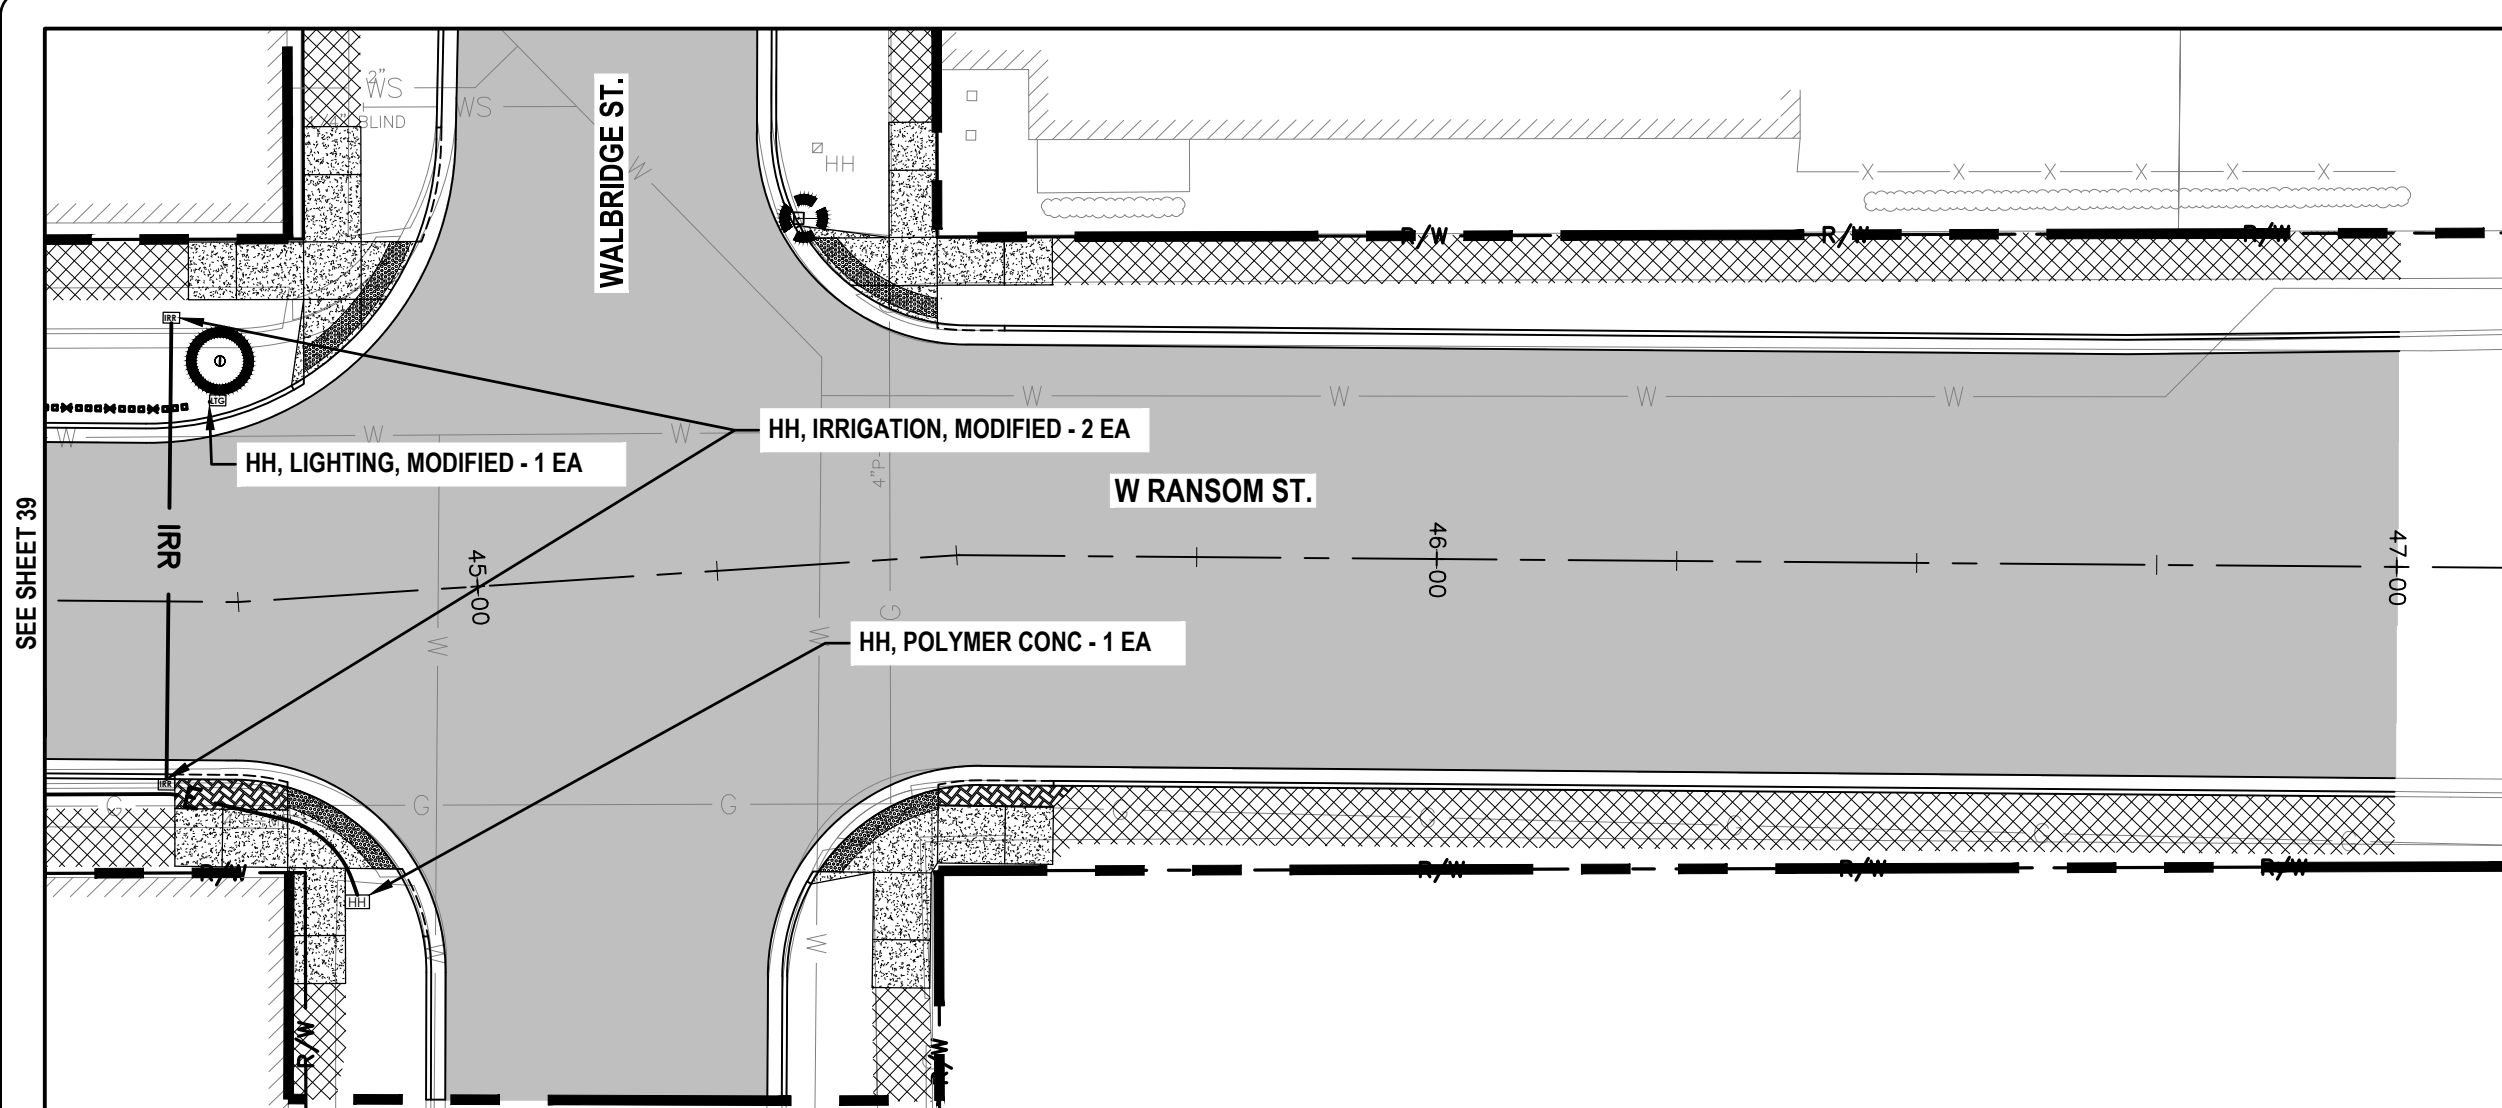 2"
WS
WS
BLIND
WALBRIDGE ST.
W
HH
X X X X X X
R/W R/W R/W
IRR
LTG
W W W W
W W W
HH, IRRIGATION, MODIFIED - 2 EA
HH, LIGHTING, MODIFIED - 1 EA
4"P-
W RANSOM ST.
SEE SHEET 39
IRR
45+00
46+00
47+00
G
W W
HH, POLYMER CONC - 1 EA
IRR
E
G G G G G G G G
R/W R/W R/W R/W
HH
W W
R/W R/W